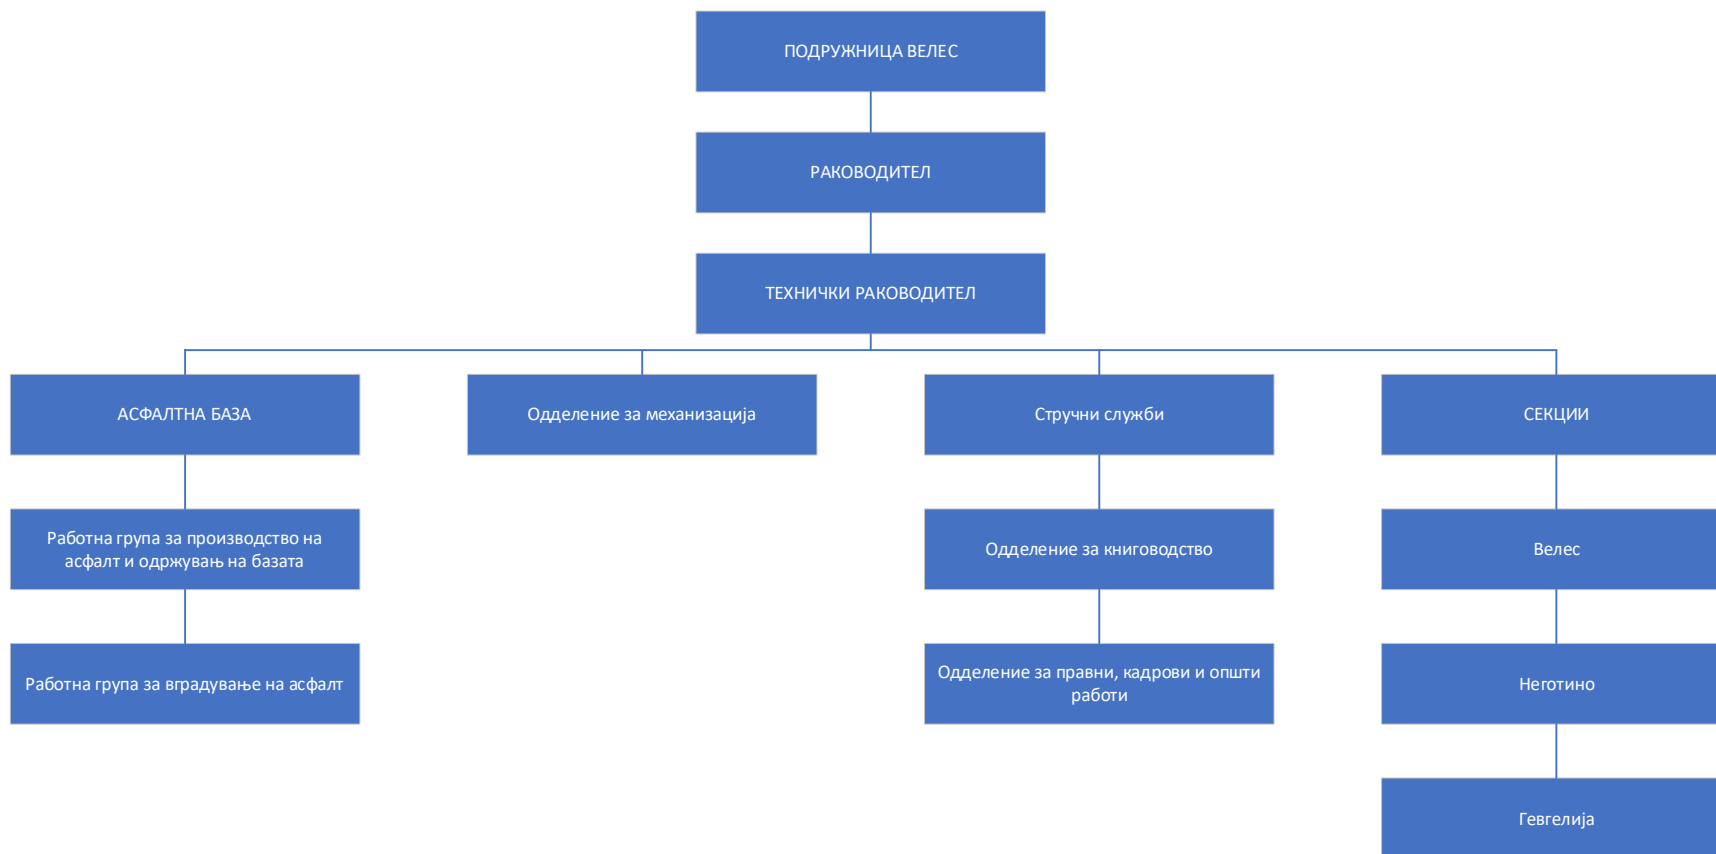 ПОДРУЖНИЦА ВЕЛЕС
РАКОВОДИТЕЛ
ТЕХНИЧКИ РАКОВОДИТЕЛ
АСФАЛТНА БАЗА
Одделение за механизација
Стручни служби
СЕКЦИИ
Работна група за производство на
асфалт и одржувањ на базата
Одделение за книговодство
Велес
Работна група за вградување на асфалт
Одделение за правни, кадрови и општи
работи
Неготино
Гевгелија